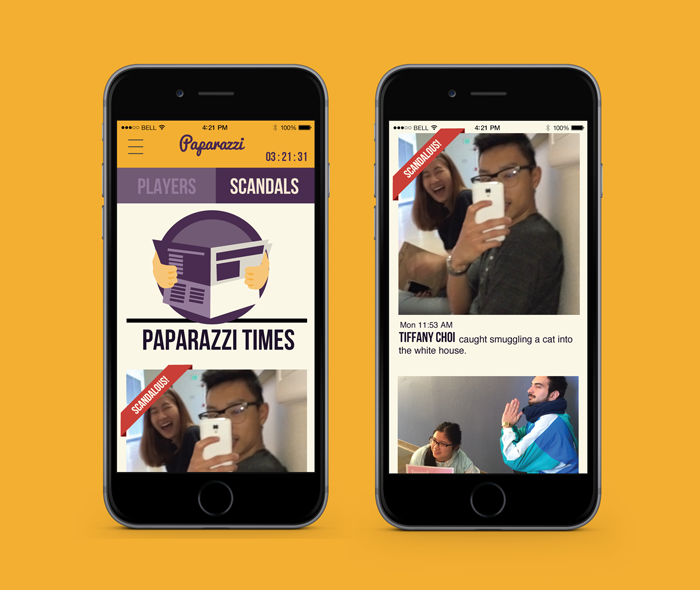 BELL 4:21 PM 100%
Paparazzi
03:21:31
PLAYERS SCANDALS
PAPARAZZI TIMES
SCANDALOUS!
BELL 4:21 PM 100%
SCANDALOUS!
Mon 11:53 AM
TIFFANY CHOI caught smuggling a cat into
the white house.